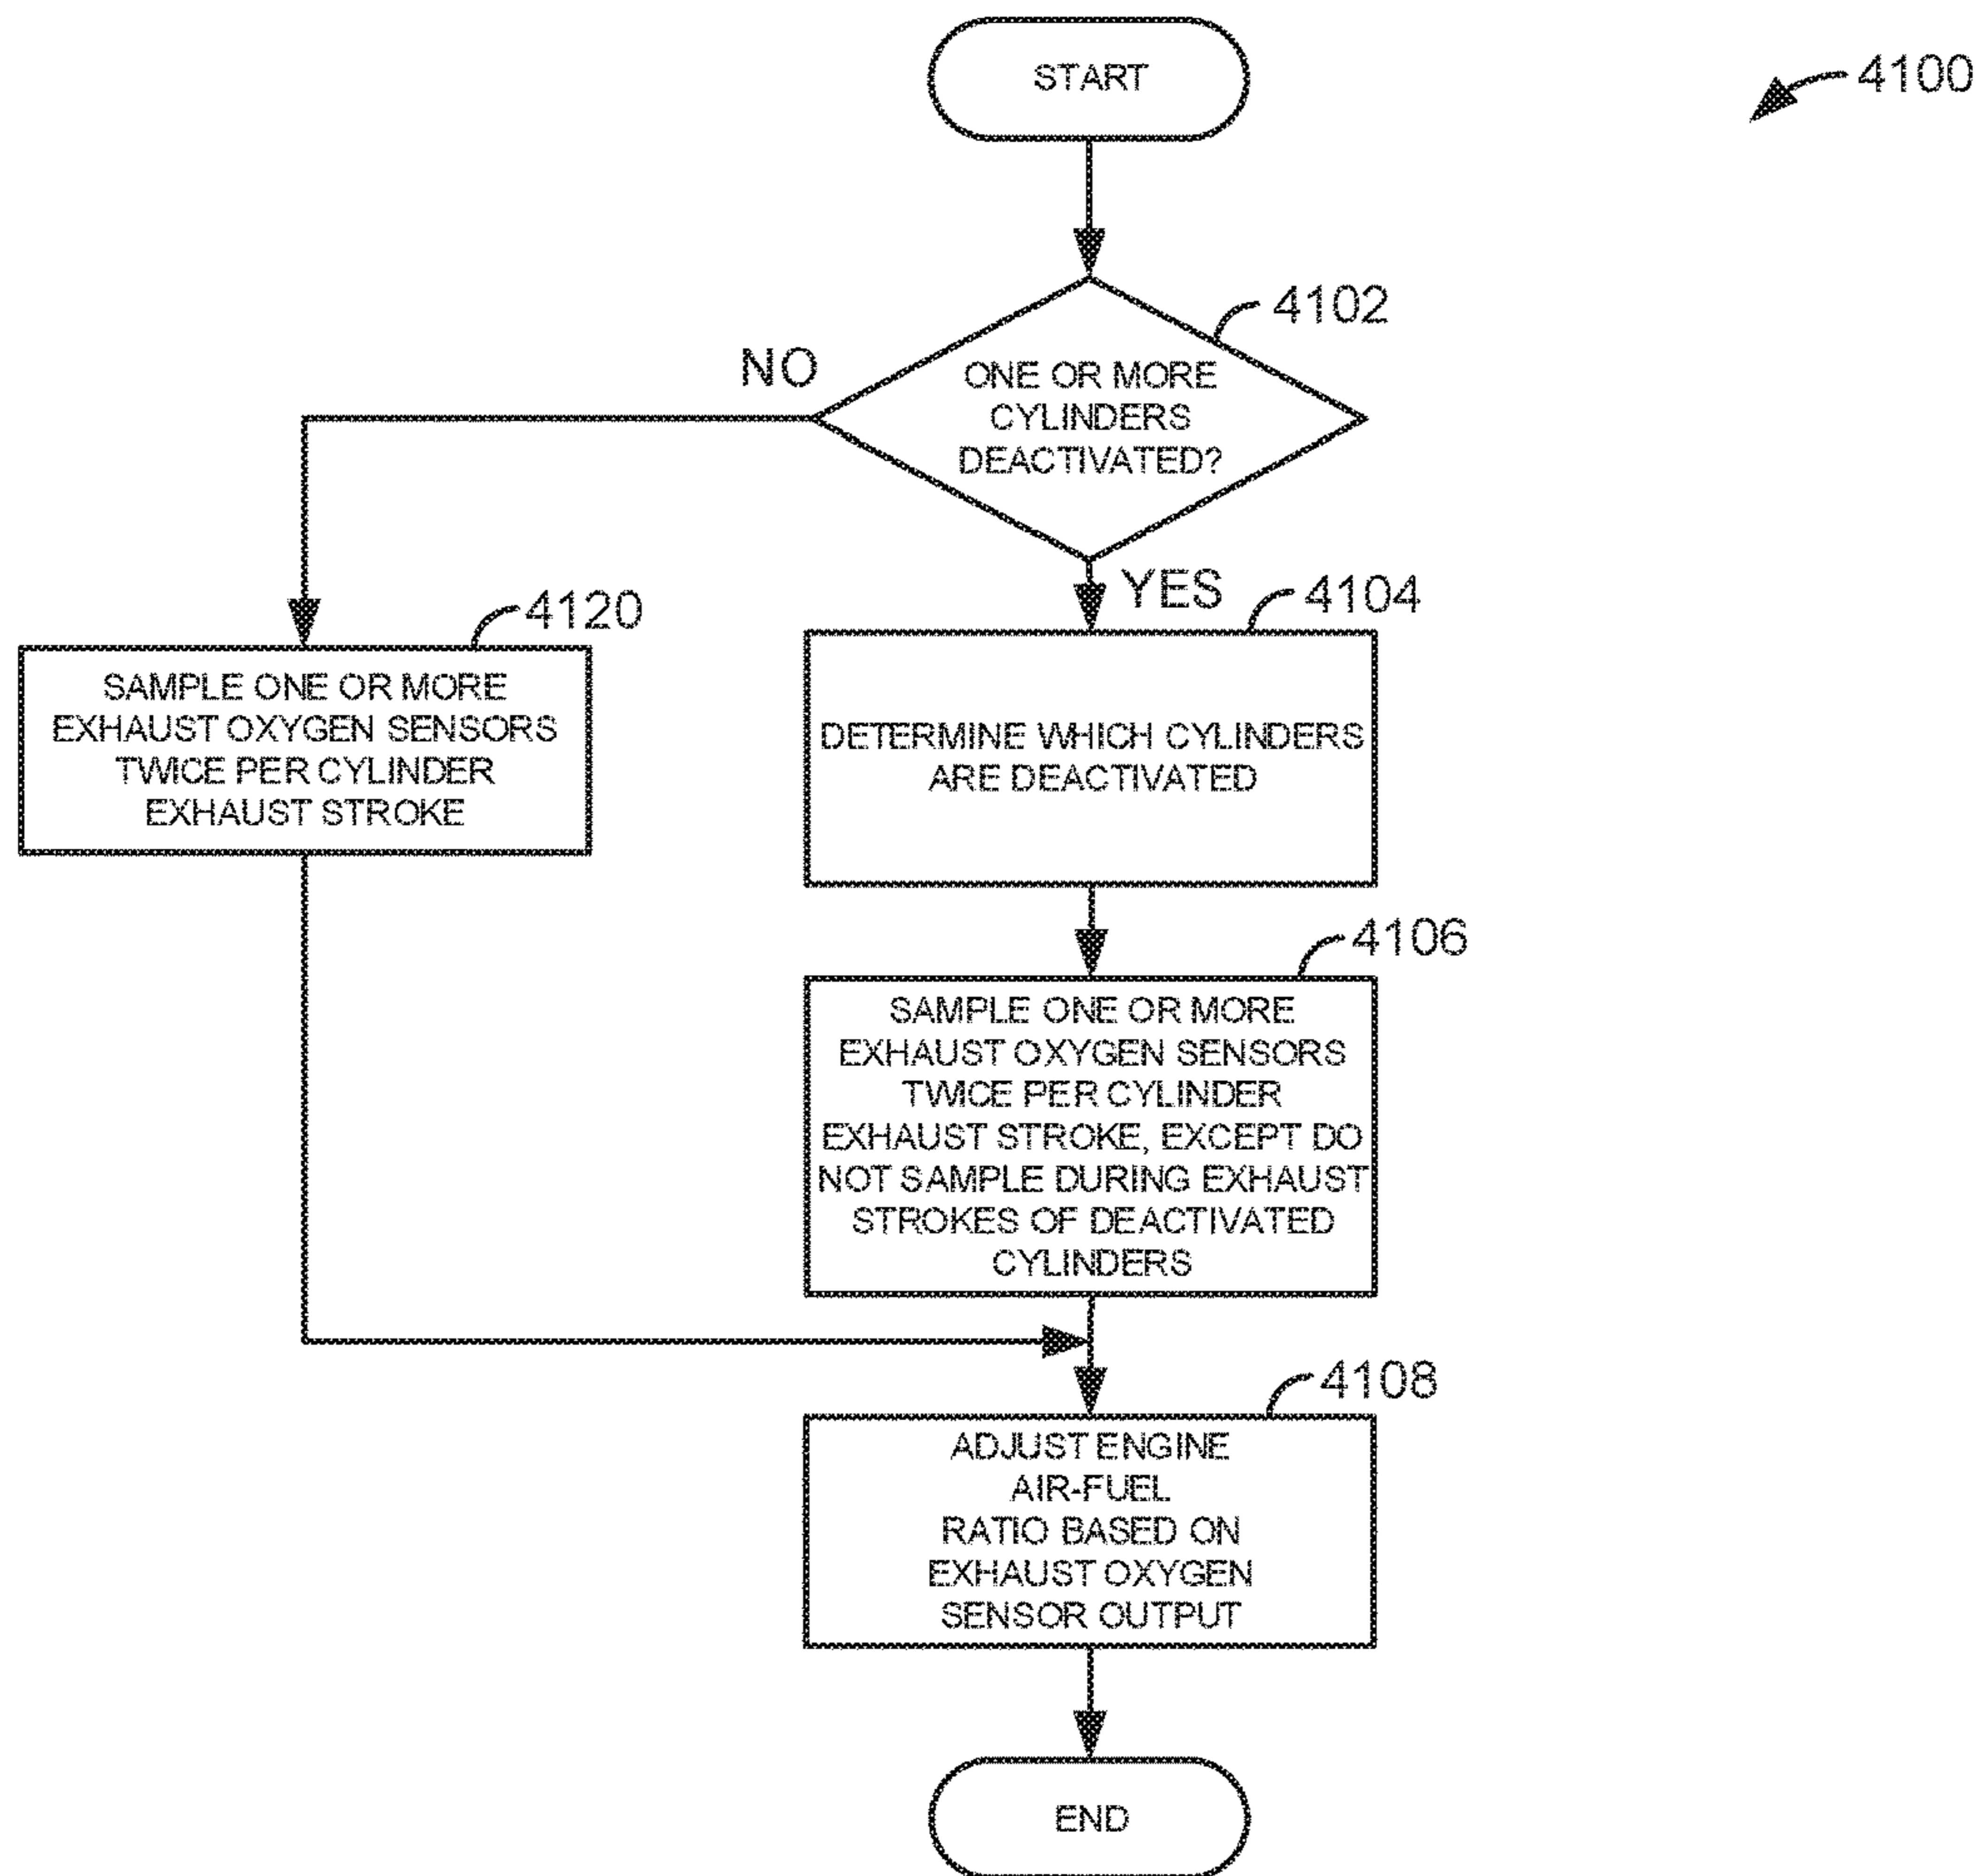 START
4100
4102
NO
ONE OR MORE
CYLINDERS
DEACTIVATED?
YES
4120
4104
SAMPLE ONE OR MORE
EXHAUST OXYGEN SENSORS
TWICE PER CYLINDER
EXHAUST STROKE
DETERMINE WHICH CYLINDERS
ARE DEACTIVATED
4106
SAMPLE ONE OR MORE
EXHAUST OXYGEN SENSORS
TWICE PER CYLINDER
EXHAUST STROKE, EXCEPT DO
NOT SAMPLE DURING EXHAUST
STROKES OF DEACTIVATED
CYLINDERS
4108
ADJUST ENGINE
AIR-FUEL
RATIO BASED ON
EXHAUST OXYGEN
SENSOR OUTPUT
END